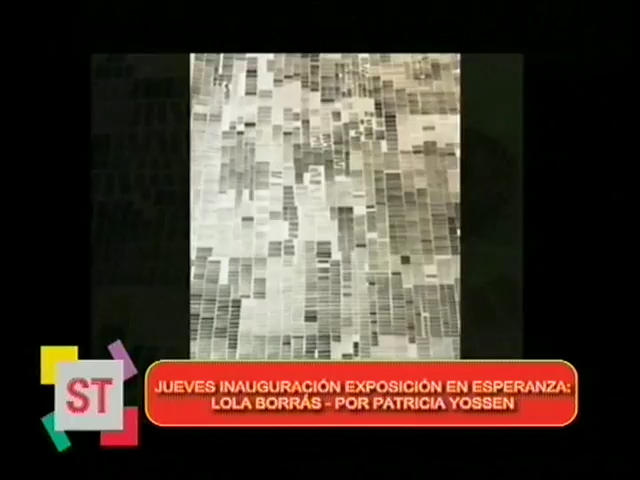 ST
JUEVES INAUGURACIÓN EXPOSICIÓN EN ESPERANZA:
LOLA BORRÁS - POR PATRICIA YOSSEN